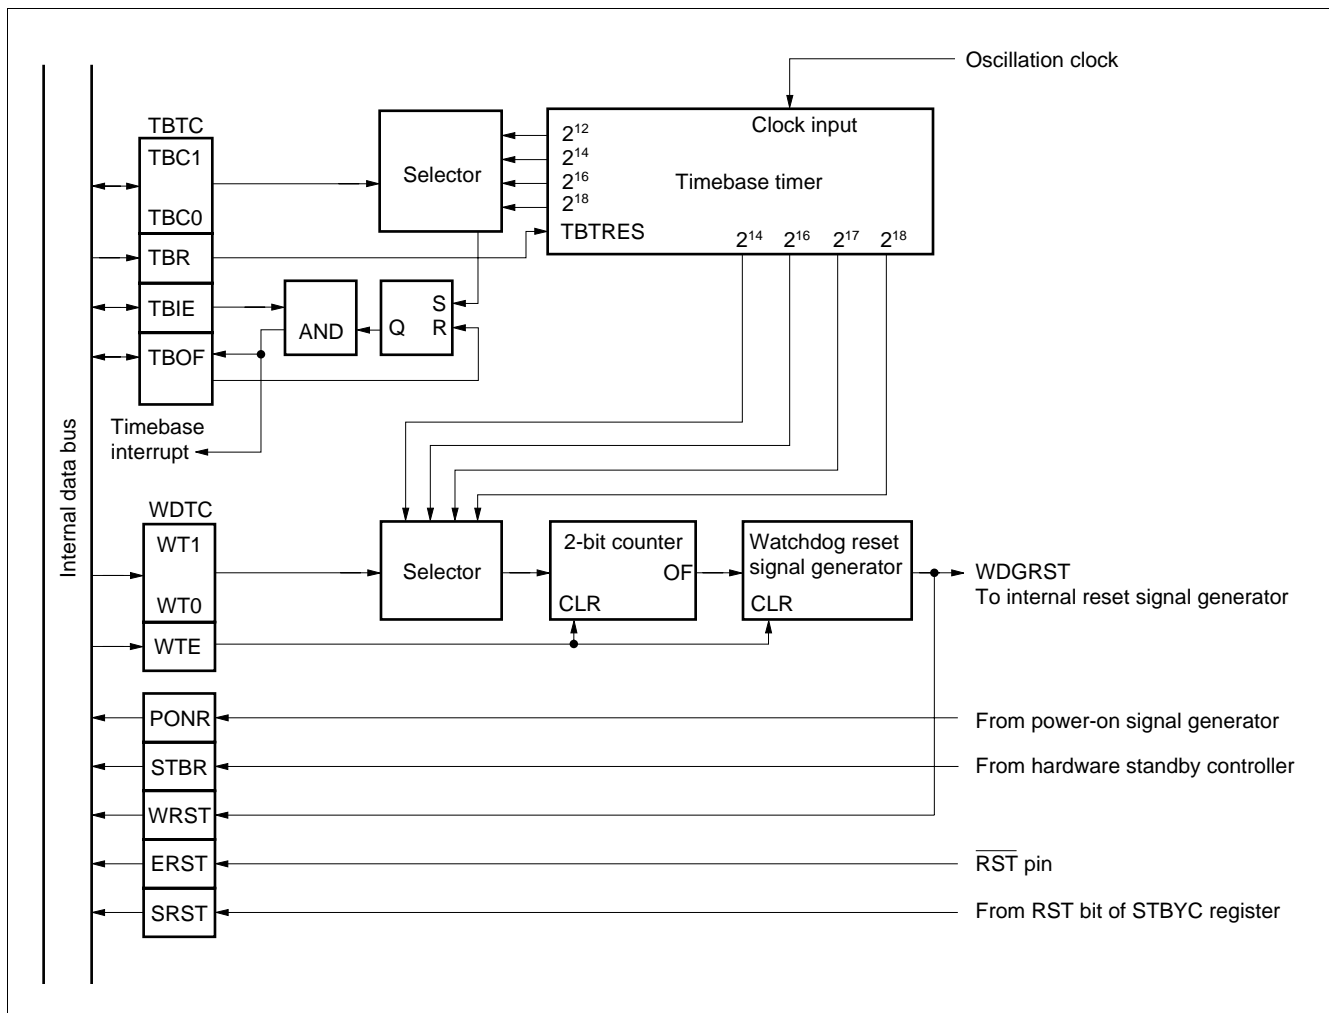 Oscillation clock
TBTC
TBC1
TBC0
TBR
TBIE
TBOF
Selector
2¹²
2¹⁴
2¹⁶
2¹⁸
TBTRES
Clock input
Timebase timer
2¹⁴ 2¹⁶ 2¹⁷ 2¹⁸
AND
S
Q R
Timebase
interrupt
Internal data bus
WDTC
WT1
WT0
WTE
Selector
2-bit counter
OF
CLR
Watchdog reset
signal generator
CLR
WDGRST
To internal reset signal generator
PONR
From power-on signal generator
STBR
From hardware standby controller
WRST
ERST
R̅S̅T̅ pin
SRST
From RST bit of STBYC register